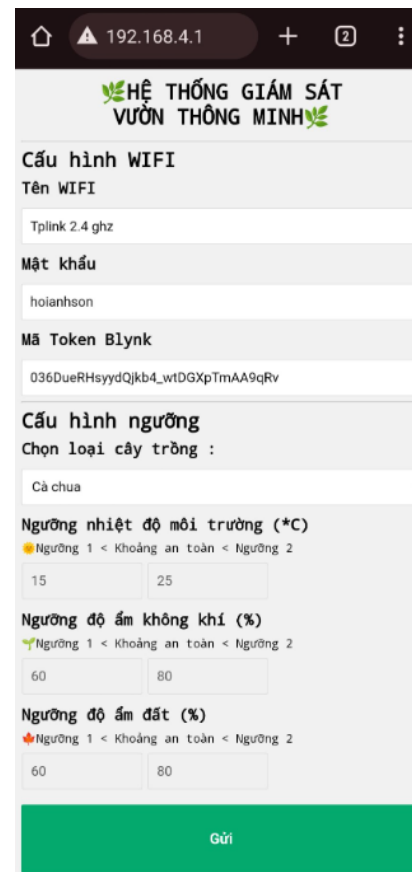 192.168.4.1
2
🌿HỆ THỐNG GIÁM SÁT
VƯỜN THÔNG MINH🌿
Cấu hình WIFI
Tên WIFI
Tplink 2.4 ghz
Mật khẩu
hoianhson
Mã Token Blynk
036DueRHsyydQjkb4_wtDGXpTmAA9qRv
Cấu hình ngưỡng
Chọn loại cây trồng :
Cà chua
Ngưỡng nhiệt độ môi trường (*C)
🌞Ngưỡng 1 < Khoảng an toàn < Ngưỡng 2
15 25
Ngưỡng độ ẩm không khí (%)
🌱Ngưỡng 1 < Khoảng an toàn < Ngưỡng 2
60 80
Ngưỡng độ ẩm đất (%)
🍁Ngưỡng 1 < Khoảng an toàn < Ngưỡng 2
60 80
Gửi